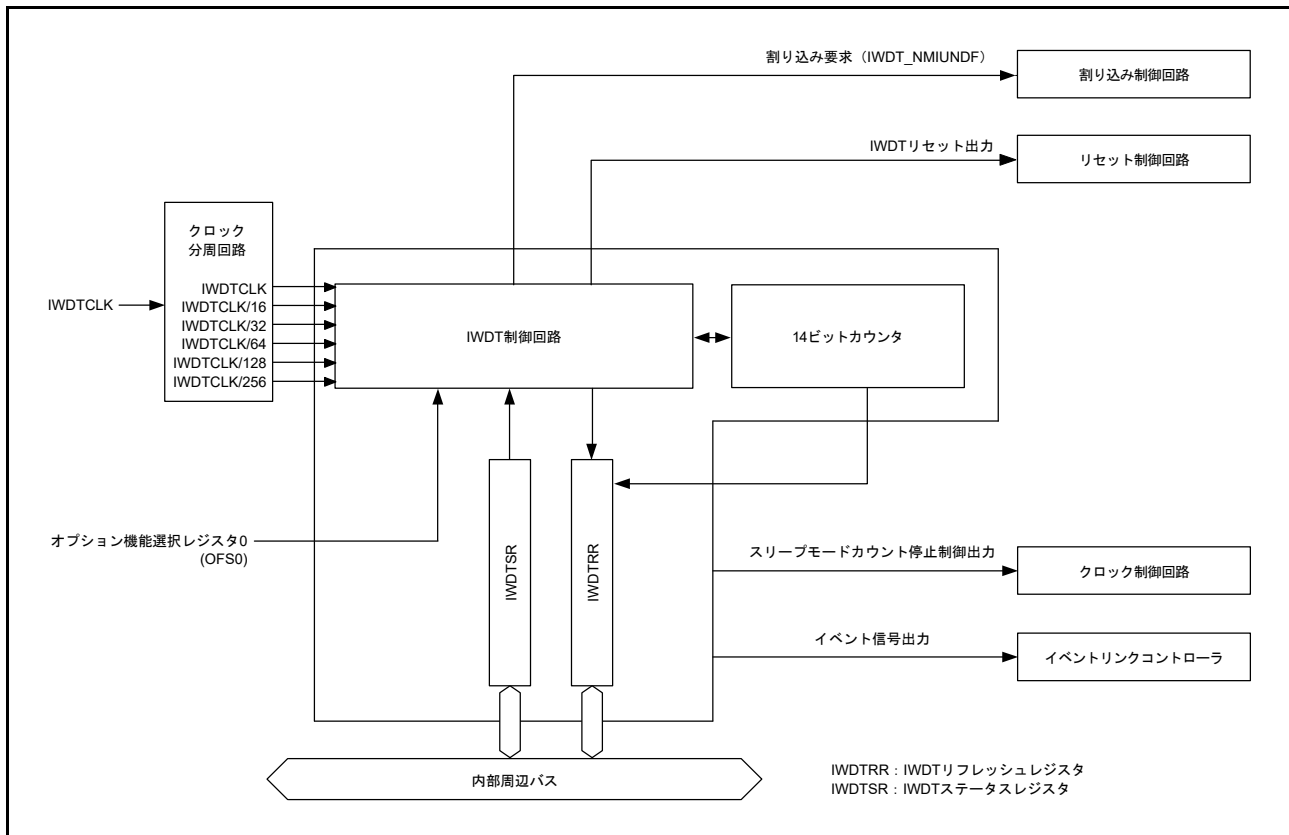 割り込み要求（IWDT_NMIUNDF）
割り込み制御回路
IWDTリセット出力
リセット制御回路
クロック
分周回路
IWDTCLK
IWDTCLK
IWDTCLK/16
IWDTCLK/32
IWDTCLK/64
IWDTCLK/128
IWDTCLK/256
IWDT制御回路
14ビットカウンタ
オプション機能選択レジスタ0
(OFS0)
IWDTSR
IWDTRR
スリープモードカウント停止制御出力
クロック制御回路
イベント信号出力
イベントリンクコントローラ
内部周辺バス
IWDTRR：IWDTリフレッシュレジスタ
IWDTSR：IWDTステータスレジスタ